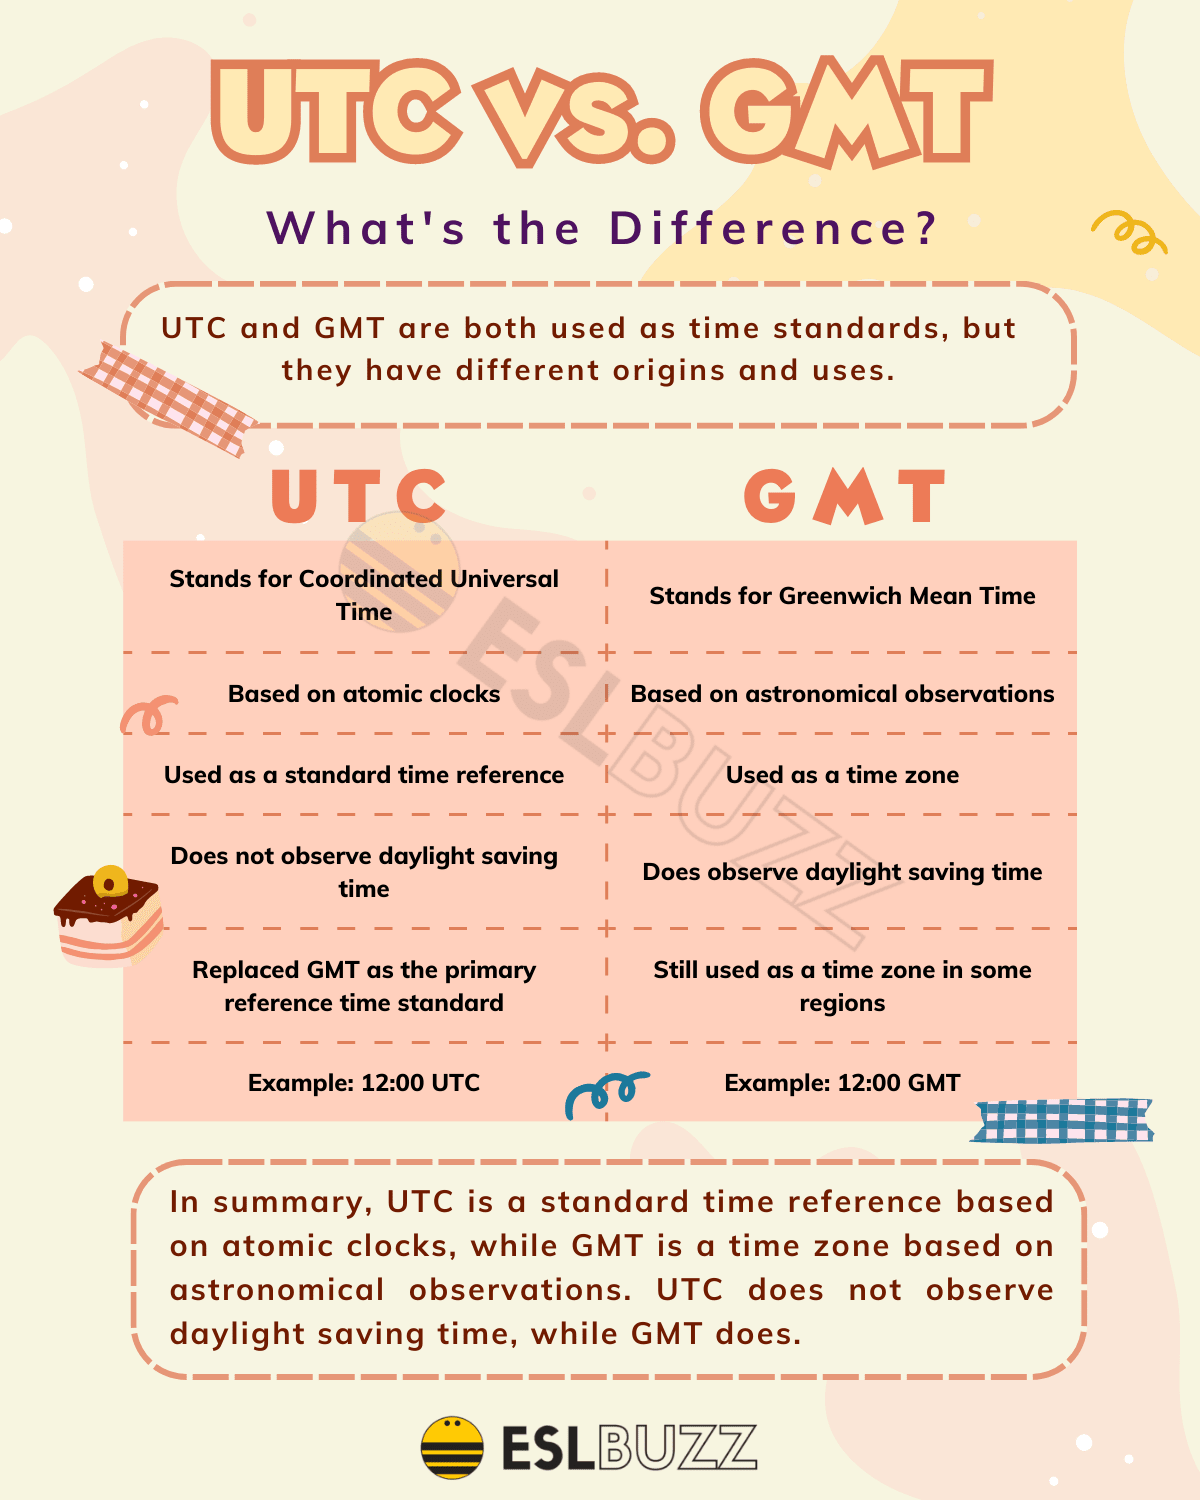 UTC vs. GMT
What's the Difference?
UTC and GMT are both used as time standards, but
they have different origins and uses.
UTC
GMT
Stands for Coordinated Universal
Time
Stands for Greenwich Mean Time
Based on atomic clocks
Based on astronomical observations
Used as a standard time reference
Used as a time zone
Does not observe daylight saving
time
Does observe daylight saving time
Replaced GMT as the primary
reference time standard
Still used as a time zone in some
regions
Example: 12:00 UTC
Example: 12:00 GMT
ESLBUZZ
In summary, UTC is a standard time reference based
on atomic clocks, while GMT is a time zone based on
astronomical observations. UTC does not observe
daylight saving time, while GMT does.
ESLBUZZ